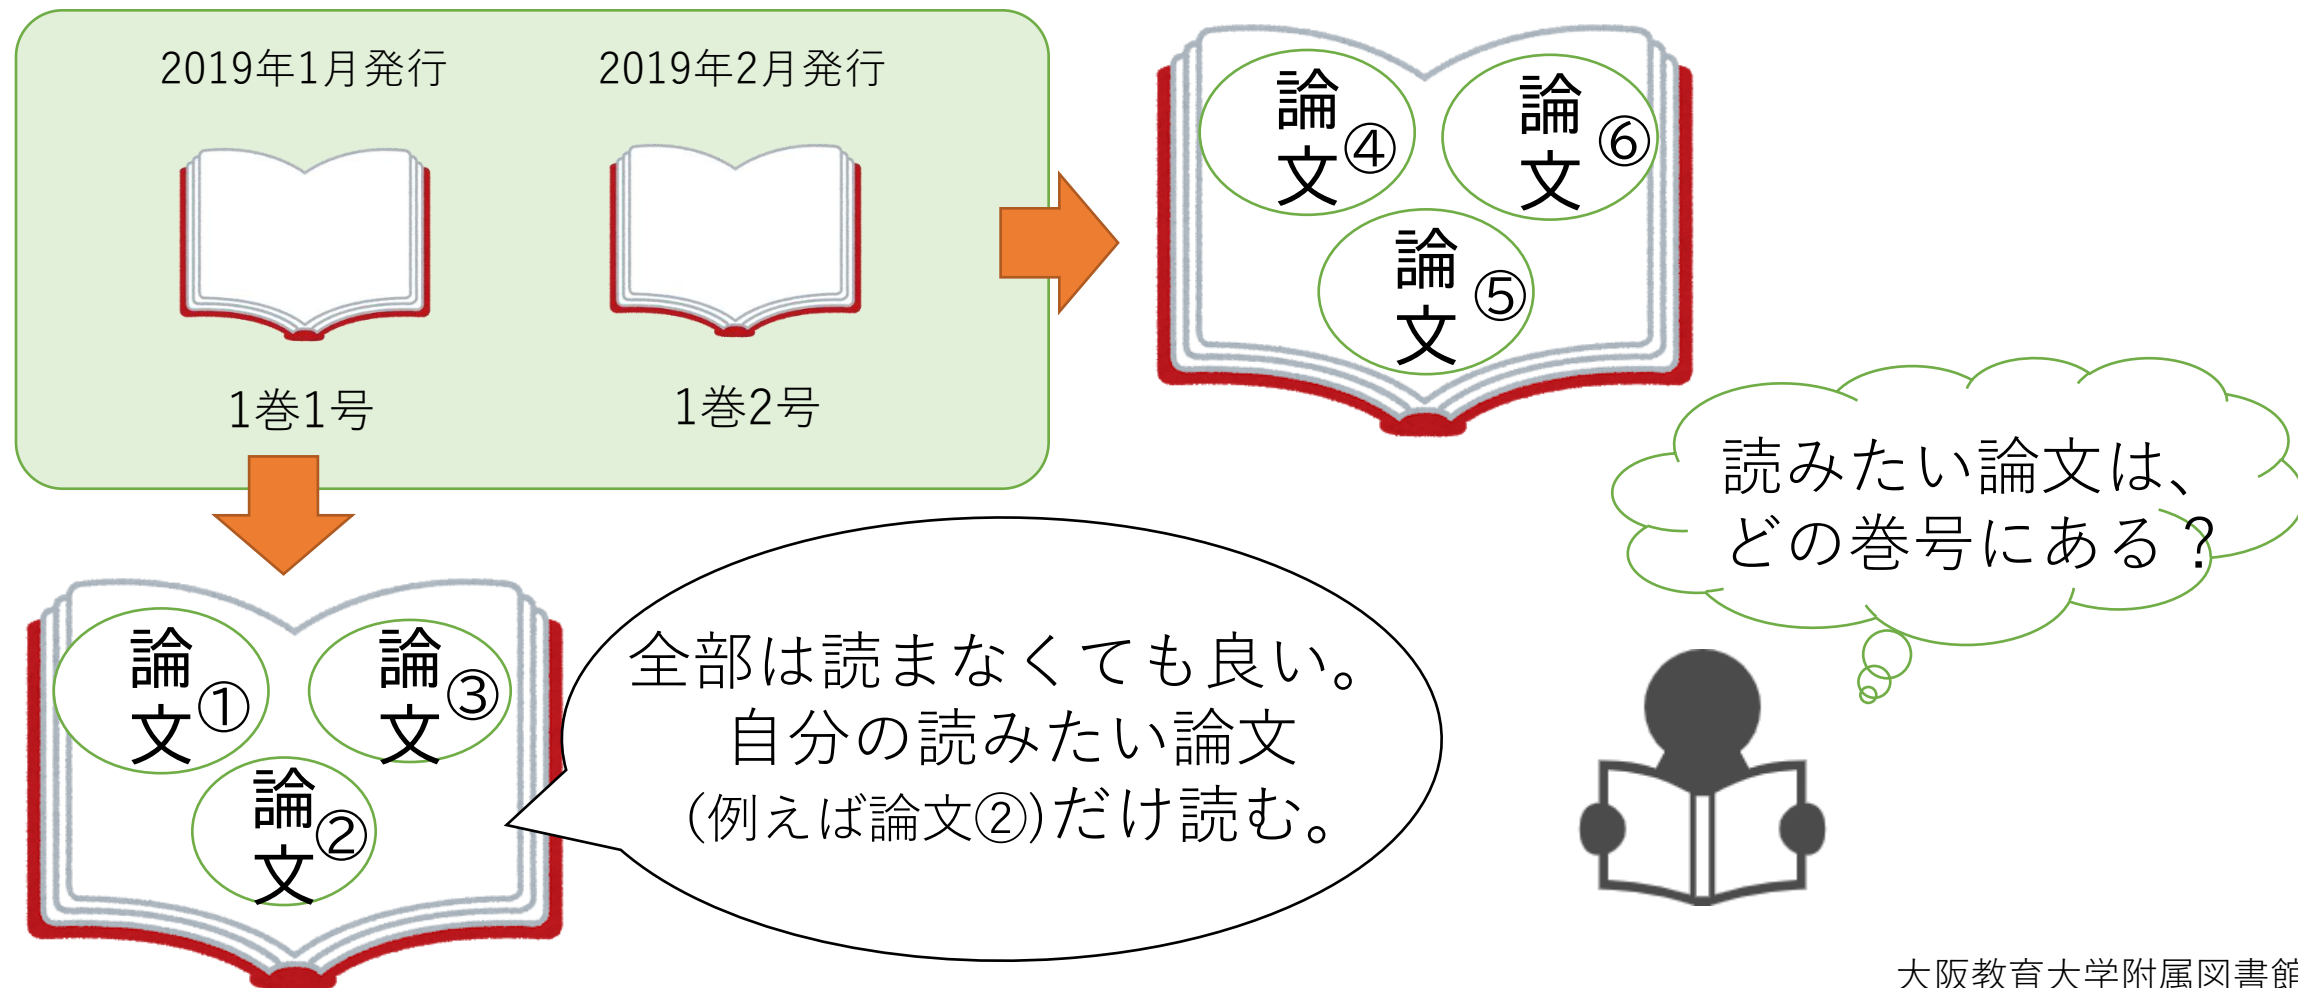 2019年1月発行
2019年2月発行
1巻1号
1巻2号
論文④
論文⑥
論文⑤
読みたい論文は、
どの巻号にある？
論文①
論文③
論文②
全部は読まなくても良い。
自分の読みたい論文
(例えば論文②)だけ読む。
大阪教育大学附属図書館